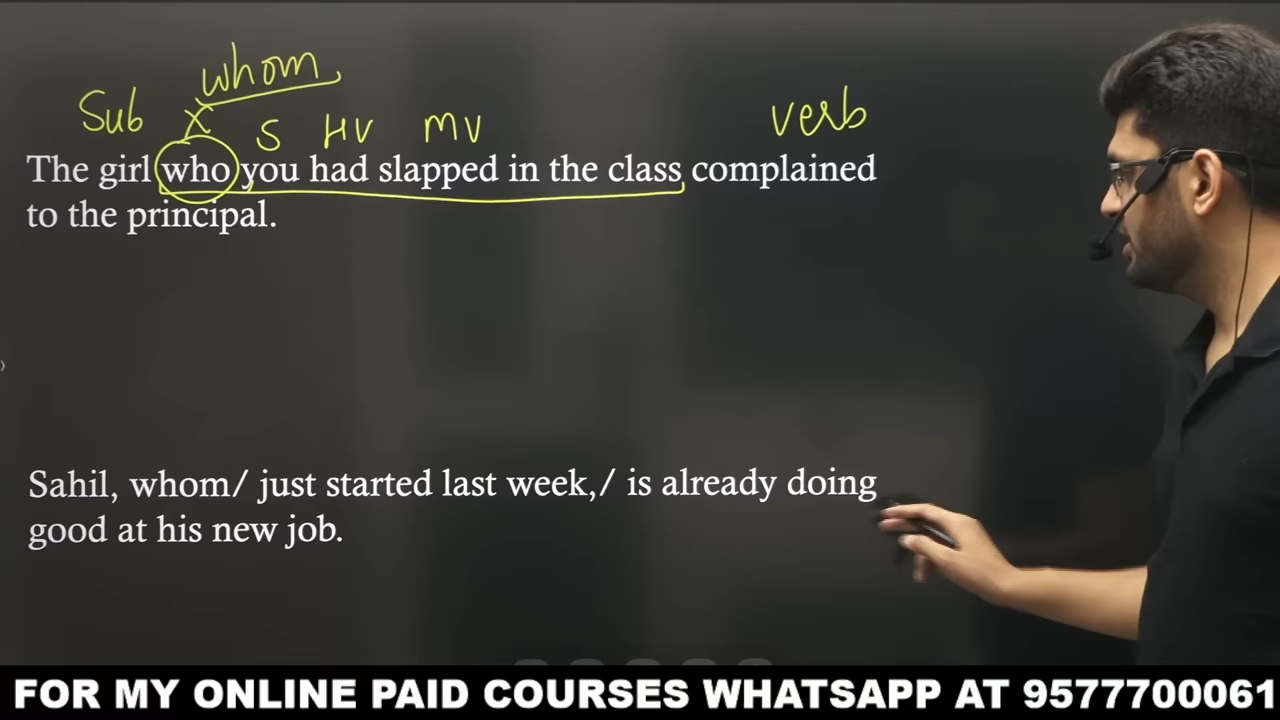 whom
Sub X S HV MV verb
The girl who you had slapped in the class complained
to the principal.
Sahil, whom/ just started last week,/ is already doing
good at his new job.
FOR MY ONLINE PAID COURSES WHATSAPP AT 9577700061